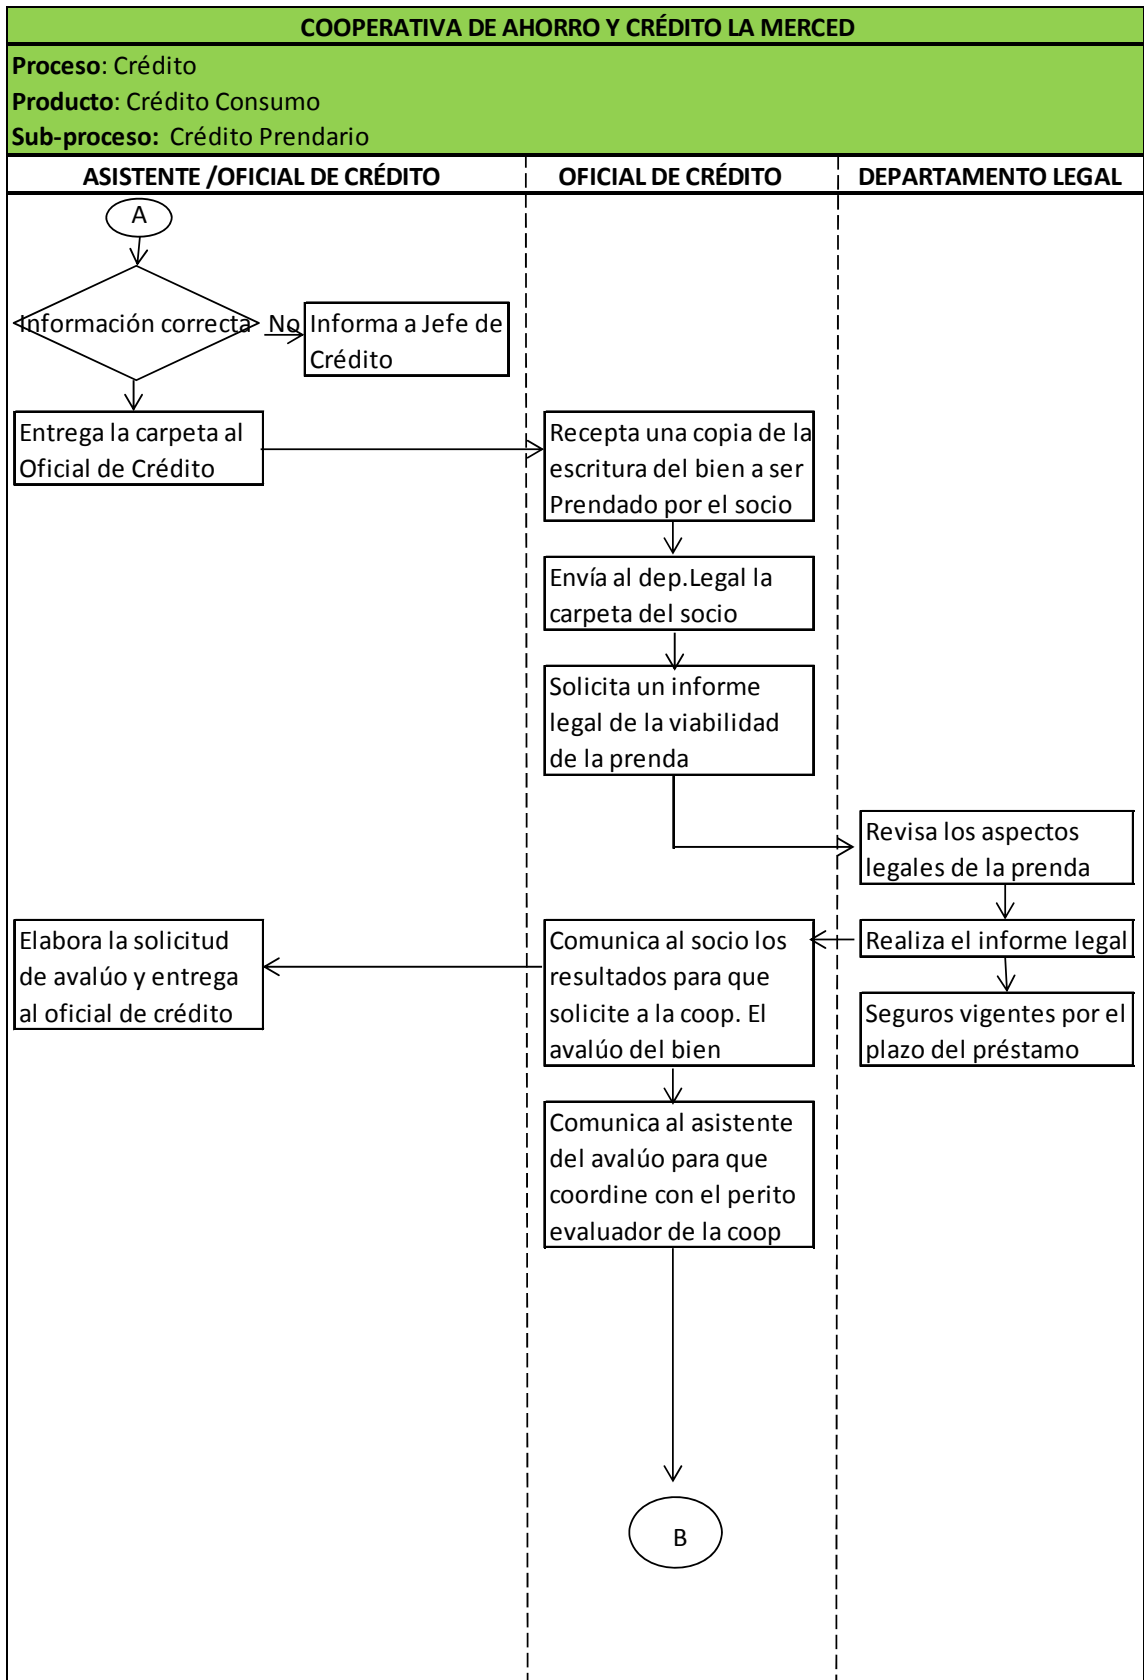 COOPERATIVA DE AHORRO Y CRÉDITO LA MERCED
Proceso: Crédito
Producto: Crédito Consumo
Sub-proceso: Crédito Prendario
ASISTENTE /OFICIAL DE CRÉDITO
OFICIAL DE CRÉDITO
DEPARTAMENTO LEGAL
A
Información correcta
No
Informa a Jefe de
Crédito
Entrega la carpeta al
Oficial de Crédito
Recepta una copia de la
escritura del bien a ser
Prendado por el socio
Envía al dep.Legal la
carpeta del socio
Solicita un informe
legal de la viabilidad
de la prenda
Revisa los aspectos
legales de la prenda
Realiza el informe legal
Seguros vigentes por el
plazo del préstamo
Comunica al socio los
resultados para que
solicite a la coop. El
avalúo del bien
Elabora la solicitud
de avalúo y entrega
al oficial de crédito
Comunica al asistente
del avalúo para que
coordine con el perito
evaluador de la coop
B